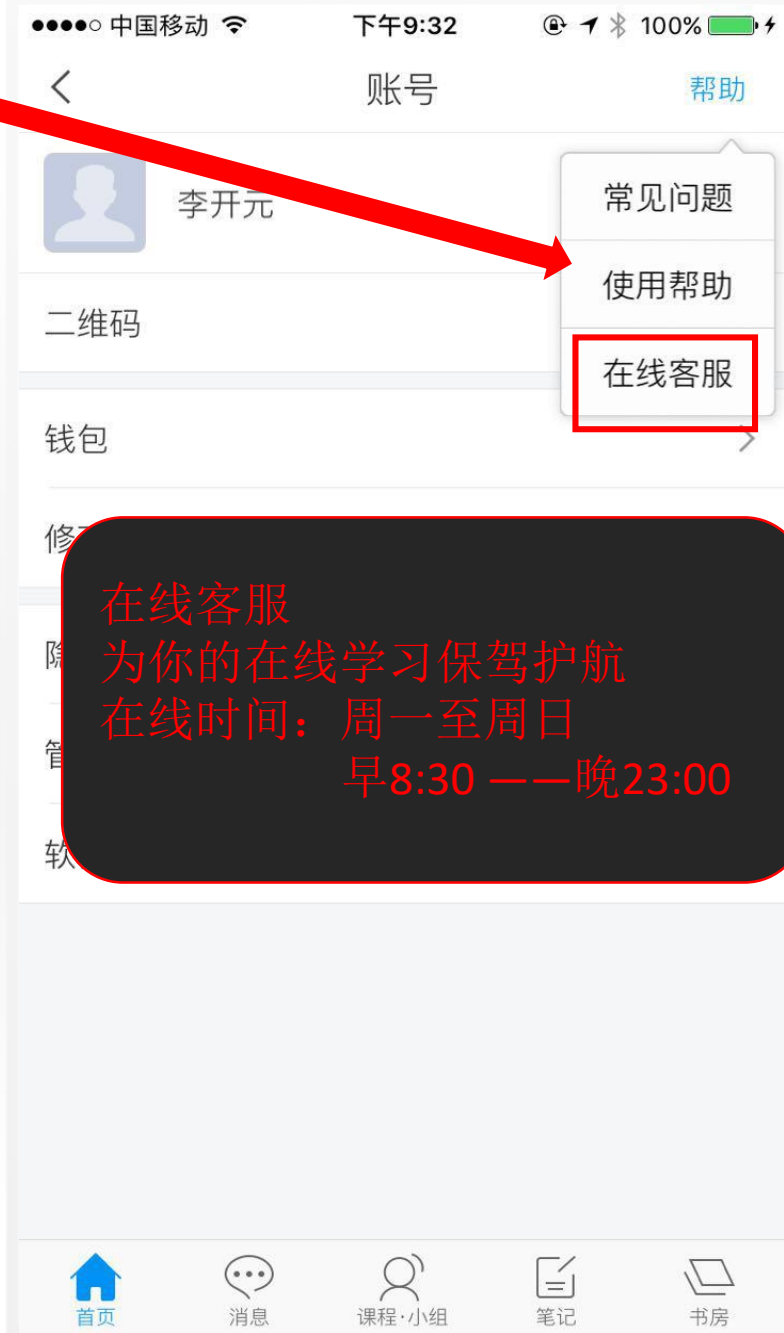 中国移动 下午9:32 100%
账号 帮助
李开元
常见问题
使用帮助
在线客服
二维码
钱包
修
在线客服
为你的在线学习保驾护航
在线时间：周一至周日
早8:30 ——晚23:00
管
软
首页 消息 课程·小组 笔记 书房